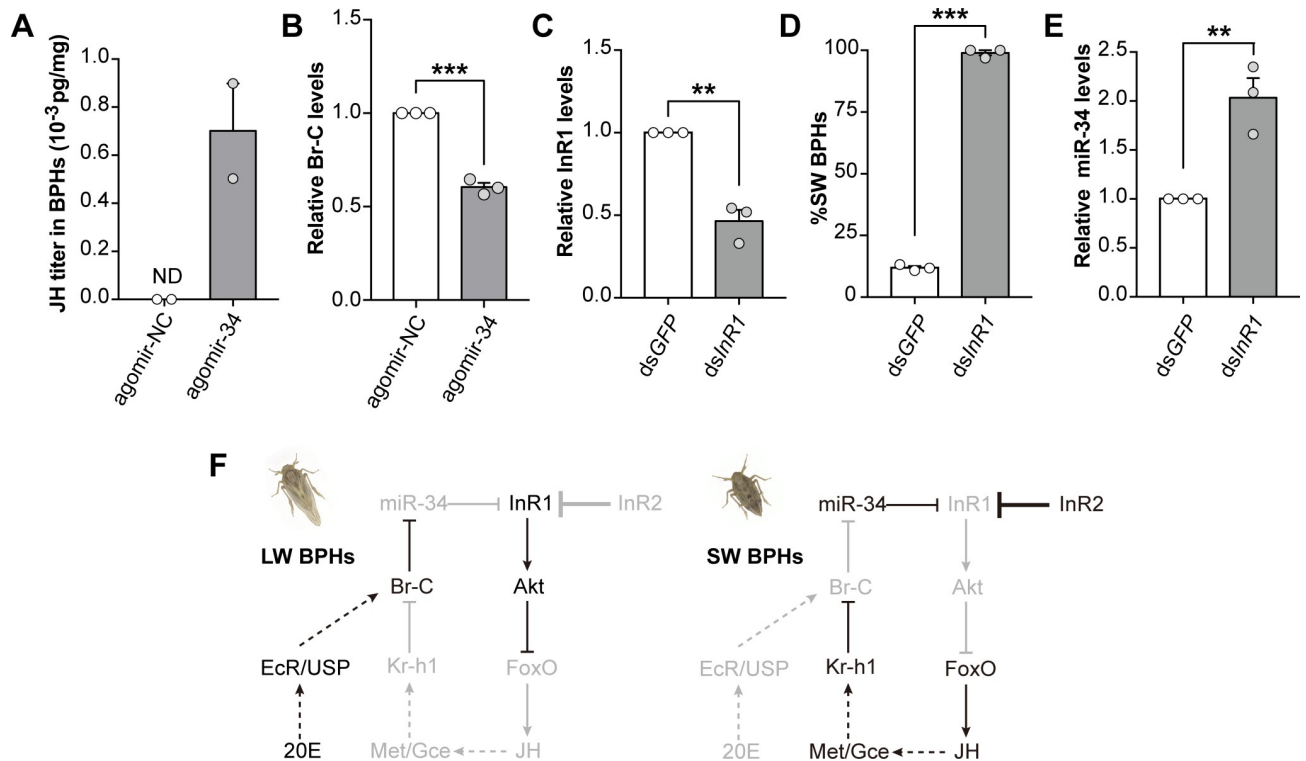 A
JH titer in BPHs (10⁻³pg/mg)
1.0
0.8
0.6
0.4
0.2
0.0
ND
agomir-NC
agomir-34
B
Relative Br-C levels
1.5
1.0
0.5
0.0
***
agomir-NC
agomir-34
C
Relative InR1 levels
1.5
1.0
0.5
0.0
**
dsGFP
dsInR1
D
%SW BPHs
100
75
50
25
0
***
dsGFP
dsInR1
E
Relative miR-34 levels
2.5
2.0
1.5
1.0
0.5
0.0
**
dsGFP
dsInR1
F
LW BPHs
miR-34
InR1
InR2
Br-C
Akt
EcR/USP
Kr-h1
FoxO
20E
Met/Gce
JH
SW BPHs
miR-34
InR1
InR2
Br-C
Akt
EcR/USP
Kr-h1
FoxO
20E
Met/Gce
JH